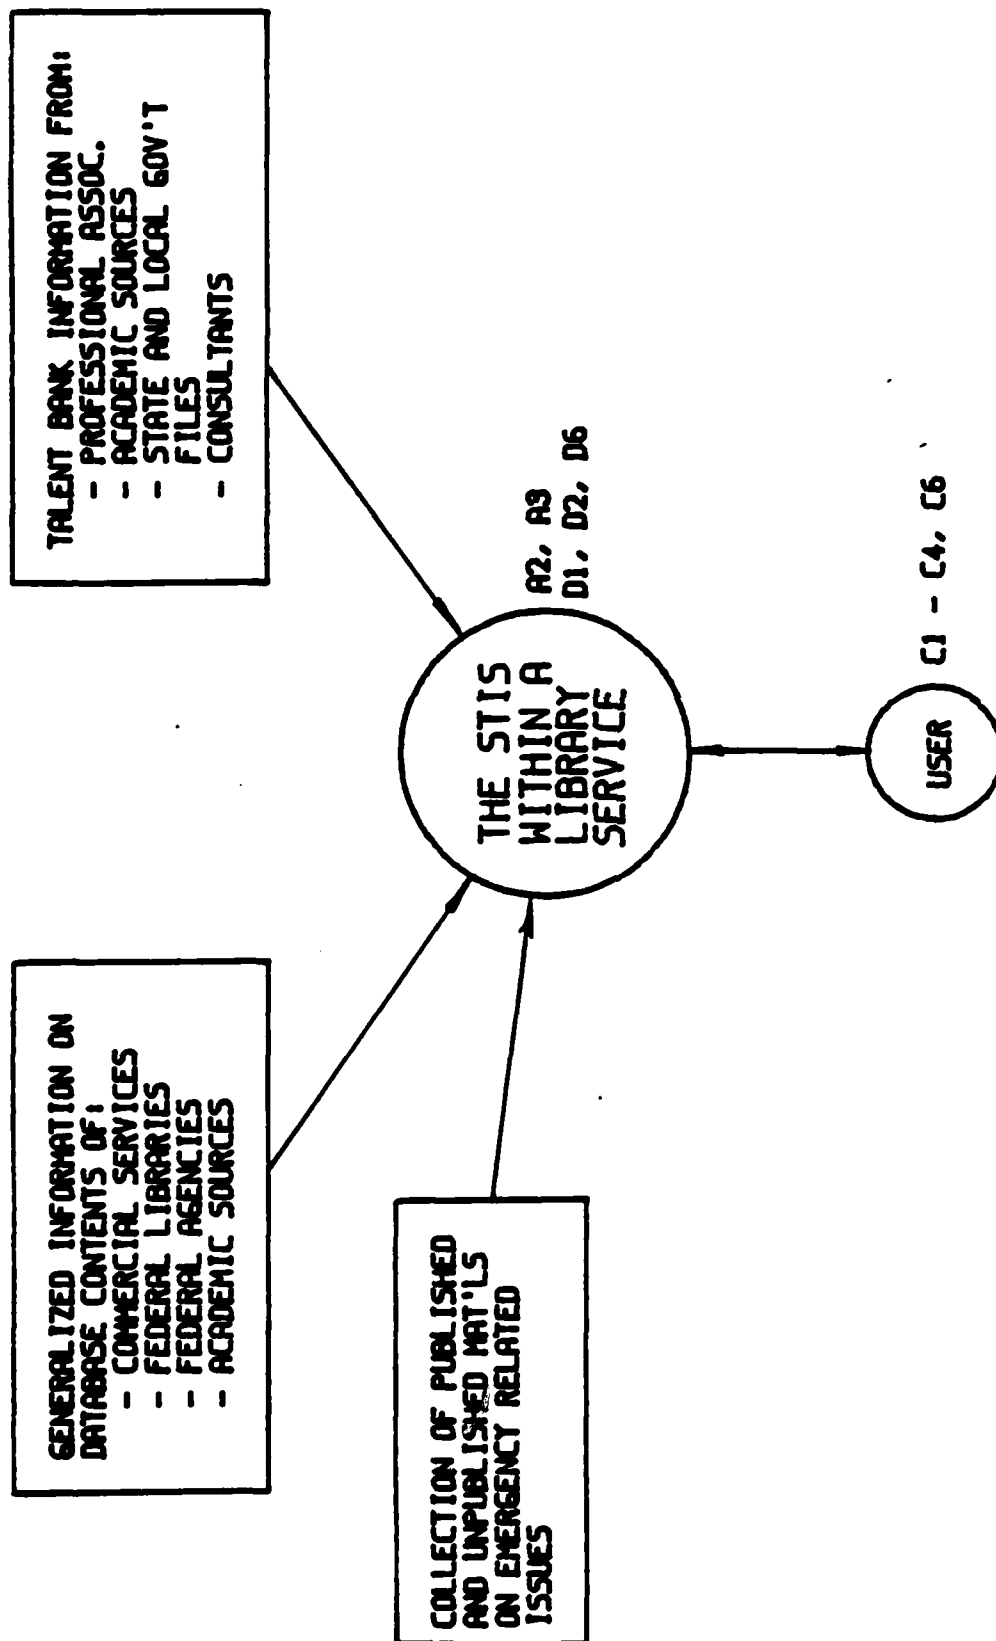 GENERALIZED INFORMATION ON
DATABASE CONTENTS OF:
- COMMERCIAL SERVICES
- FEDERAL LIBRARIES
- FEDERAL AGENCIES
- ACADEMIC SOURCES
TALENT BANK INFORMATION FROM:
- PROFESSIONAL ASSOC.
- ACADEMIC SOURCES
- STATE AND LOCAL GOV'T
FILES
- CONSULTANTS
COLLECTION OF PUBLISHED
AND UNPUBLISHED MAT'LS
ON EMERGENCY RELATED
ISSUES
THE STIS
WITHIN A
LIBRARY
SERVICE
A2, A3
D1, D2, D6
USER
C1 - C4, C6